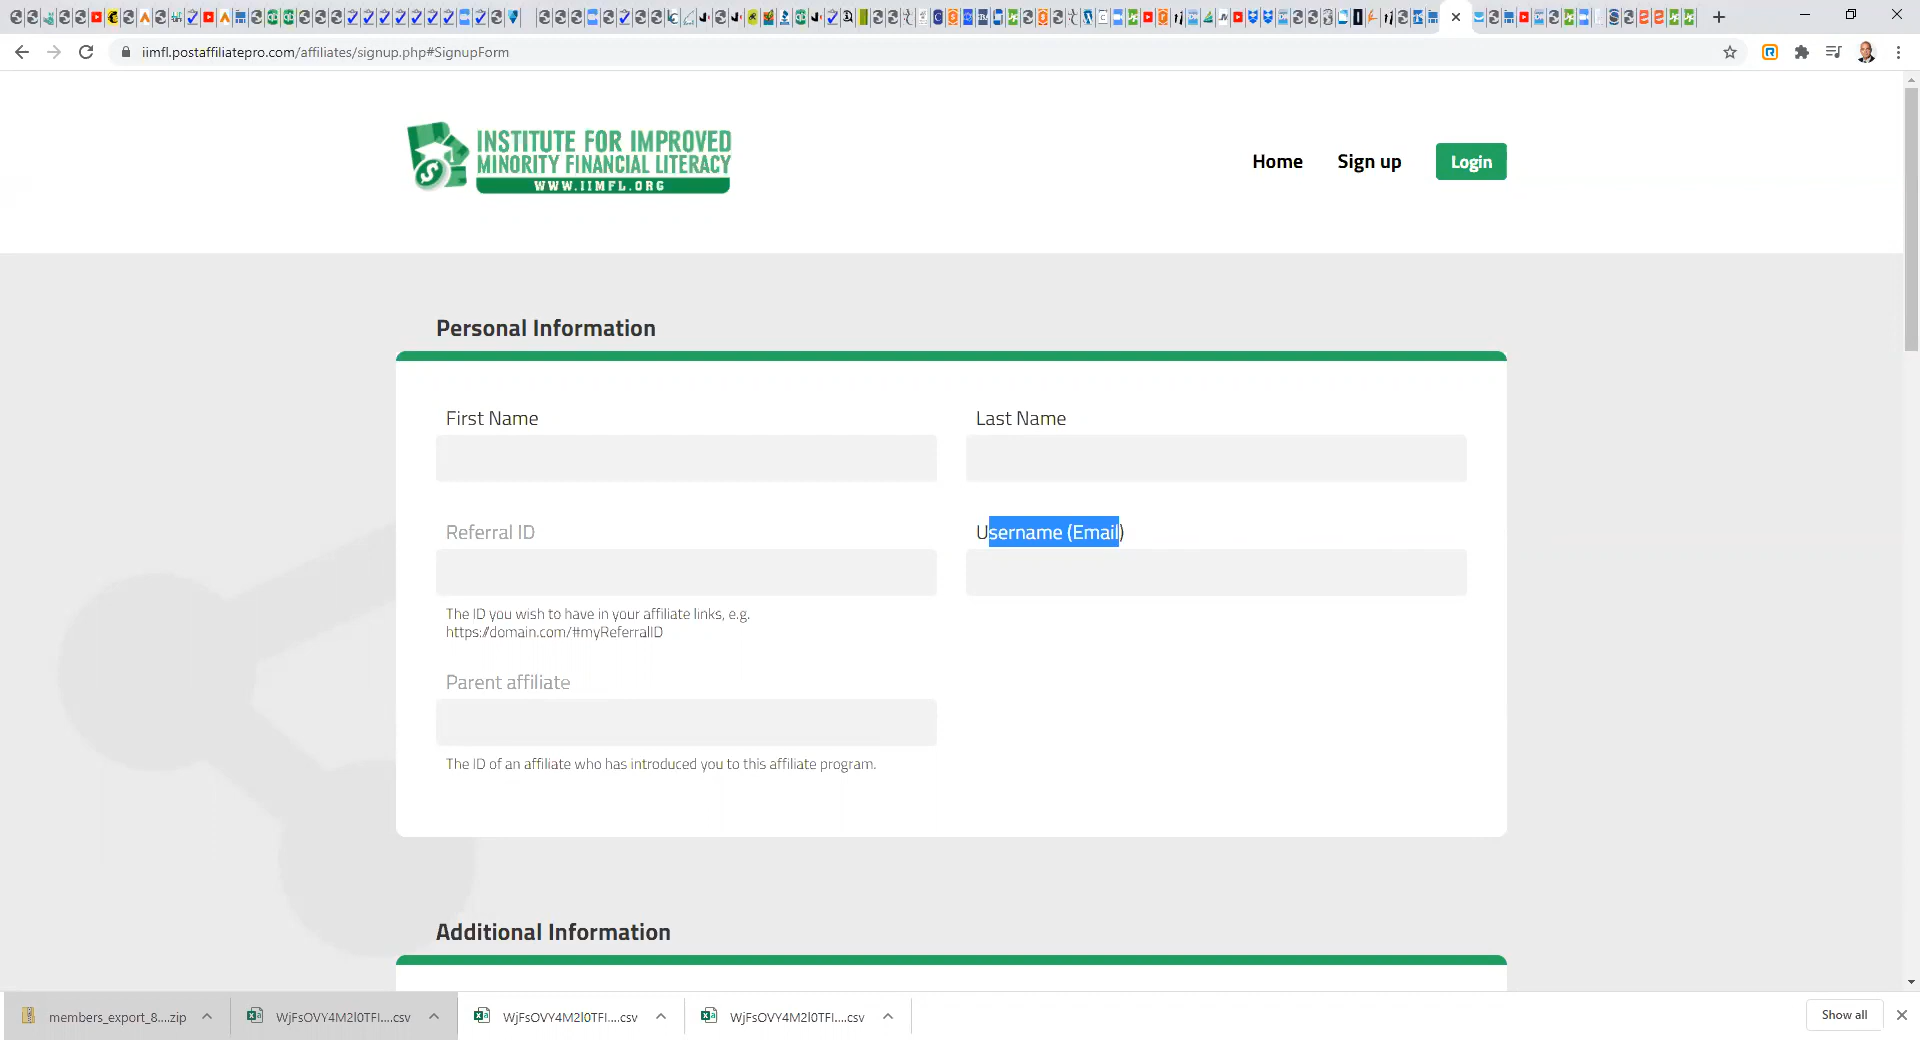 iimfl.postaffiliatepro.com/affiliates/signup.php#SignupForm
INSTITUTE FOR IMPROVED
MINORITY FINANCIAL LITERACY
WWW.IIMFL.ORG
Home
Sign up
Login
Personal Information
First Name
Last Name
Referral ID
Username (Email)
The ID you wish to have in your affiliate links, e.g.
https://domain.com/#myReferralID
Parent affiliate
The ID of an affiliate who has introduced you to this affiliate program.
Additional Information
members_export_8....zip
WjFsOVY4M2l0TFI....csv
WjFsOVY4M2l0TFI....csv
WjFsOVY4M2l0TFI....csv
Show all